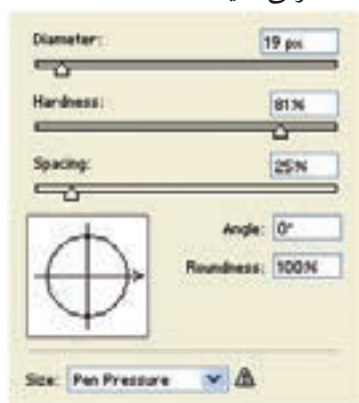 Diameter: 19 px
Hardness: 81%
Spacing: 25%
Angle: 0°
Roundness: 100%
Size: Pen Pressure